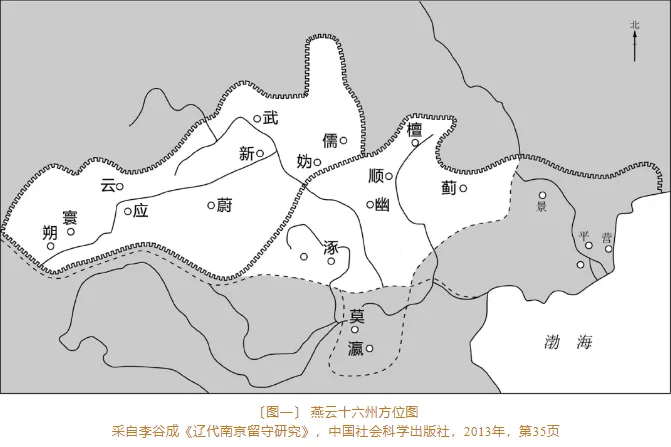 北
武
儒
檀
新
妫
云
顺
蓟
应
蔚
幽
寰
朔
景
平
营
涿
莫
瀛
渤海
〔图一〕 燕云十六州方位图
采自李谷成《辽代南京留守研究》，中国社会科学出版社，2013年，第35页